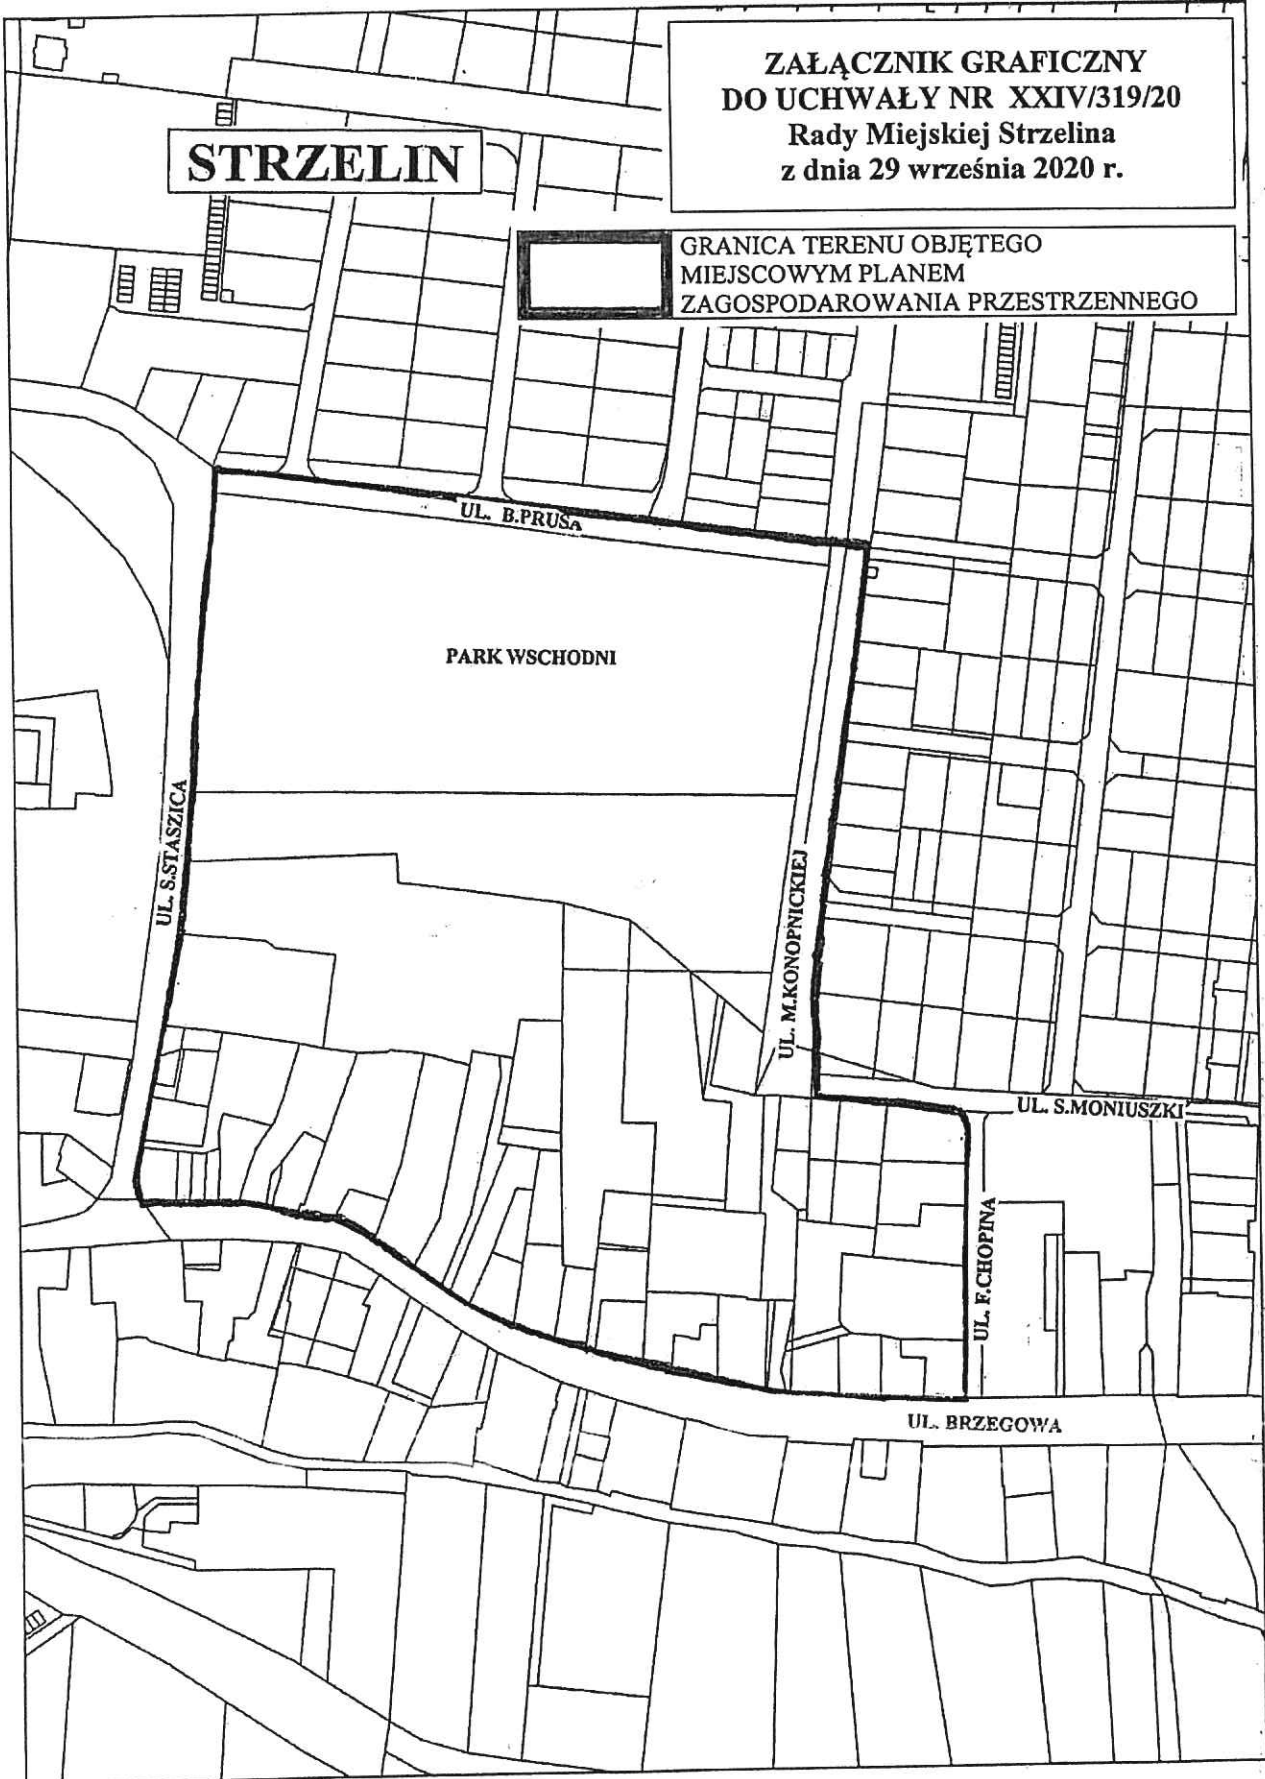 ZAŁĄCZNIK GRAFICZNY
DO UCHWAŁY NR XXIV/319/20
Rady Miejskiej Strzelina
z dnia 29 września 2020 r.
STRZELIN
GRANICA TERENU OBJĘTEGO
MIEJSCOWYM PLANEM
ZAGOSPODAROWANIA PRZESTRZENNEGO
UL. B.PRUSA
PARK WSCHODNI
UL. S.STASZICA
UL. M.KONOPNICKIEJ
UL. S.MONIUSZKI
UL. F.CHOPINA
UL. BRZEGOWA